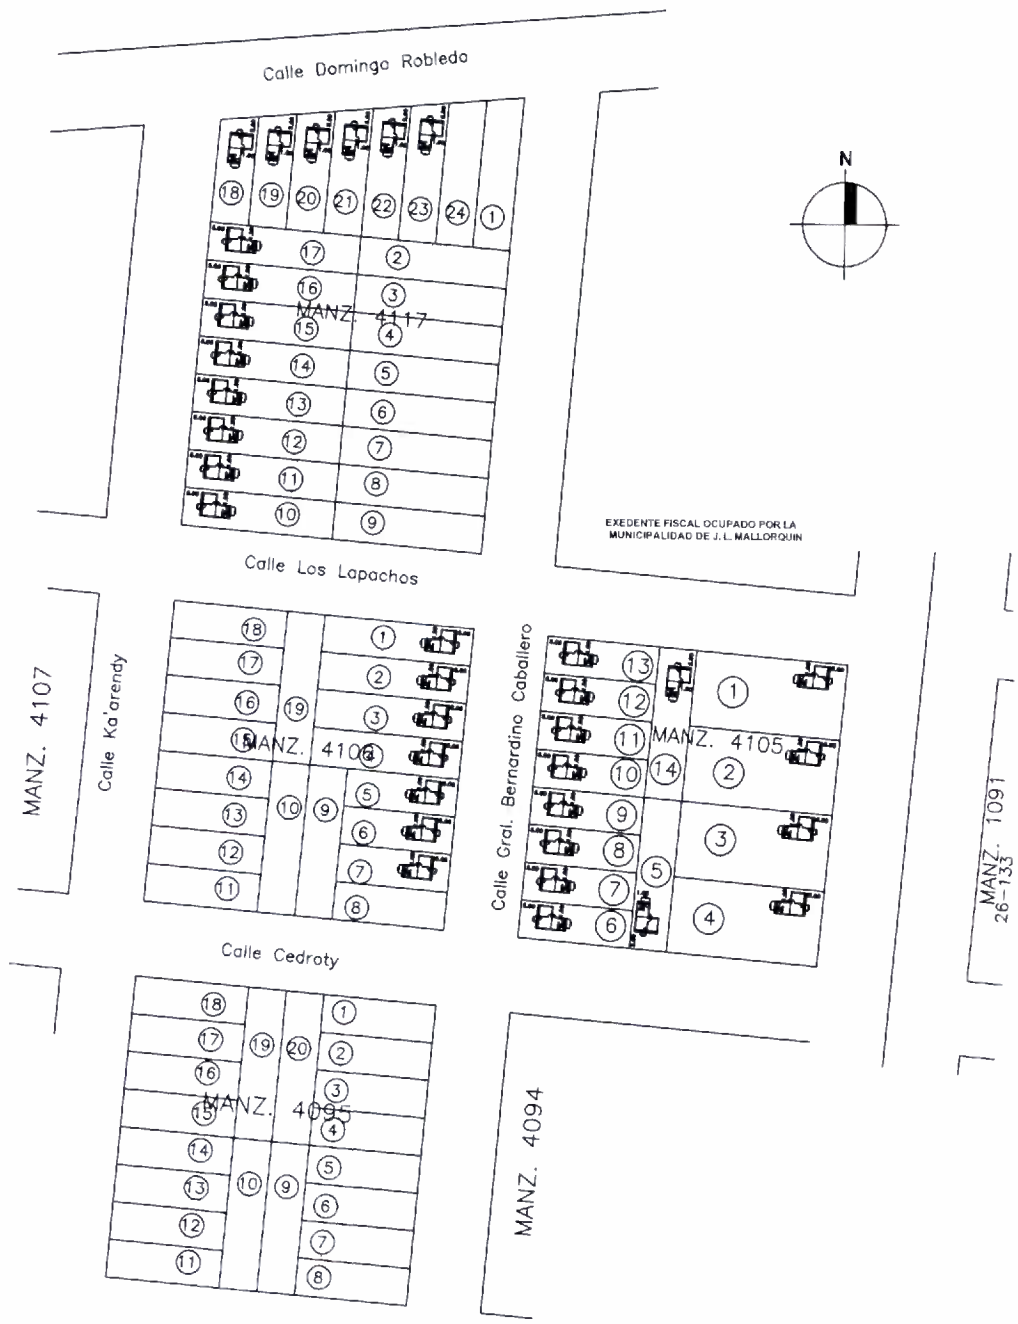 Calle Domingo Robledo
N
18 19 20 21 22 23 24 1
17 2
16 3
MANZ. 4117
15 4
14 5
13 6
12 7
11 8
10 9
EXEDENTE FISCAL OCUPADO POR LA
MUNICIPALIDAD DE J. L. MALLORQUIN
Calle Los Lapachos
MANZ. 4107
Calle Ka'arendy
18 1
17 2
16 19 3
15 4
MANZ. 4106
14 10 9 5
13 6
12 7
11 8
Calle Gral. Bernardino Caballero
13 1
12
11
MANZ. 4105
10 14 2
9 3
8
7 5
6 4
MANZ. 1091
26-133
Calle Cedroty
18 1
17 19 20 2
16 3
MANZ. 4095
15 4
14 5
13 10 9 6
12 7
11 8
MANZ. 4094